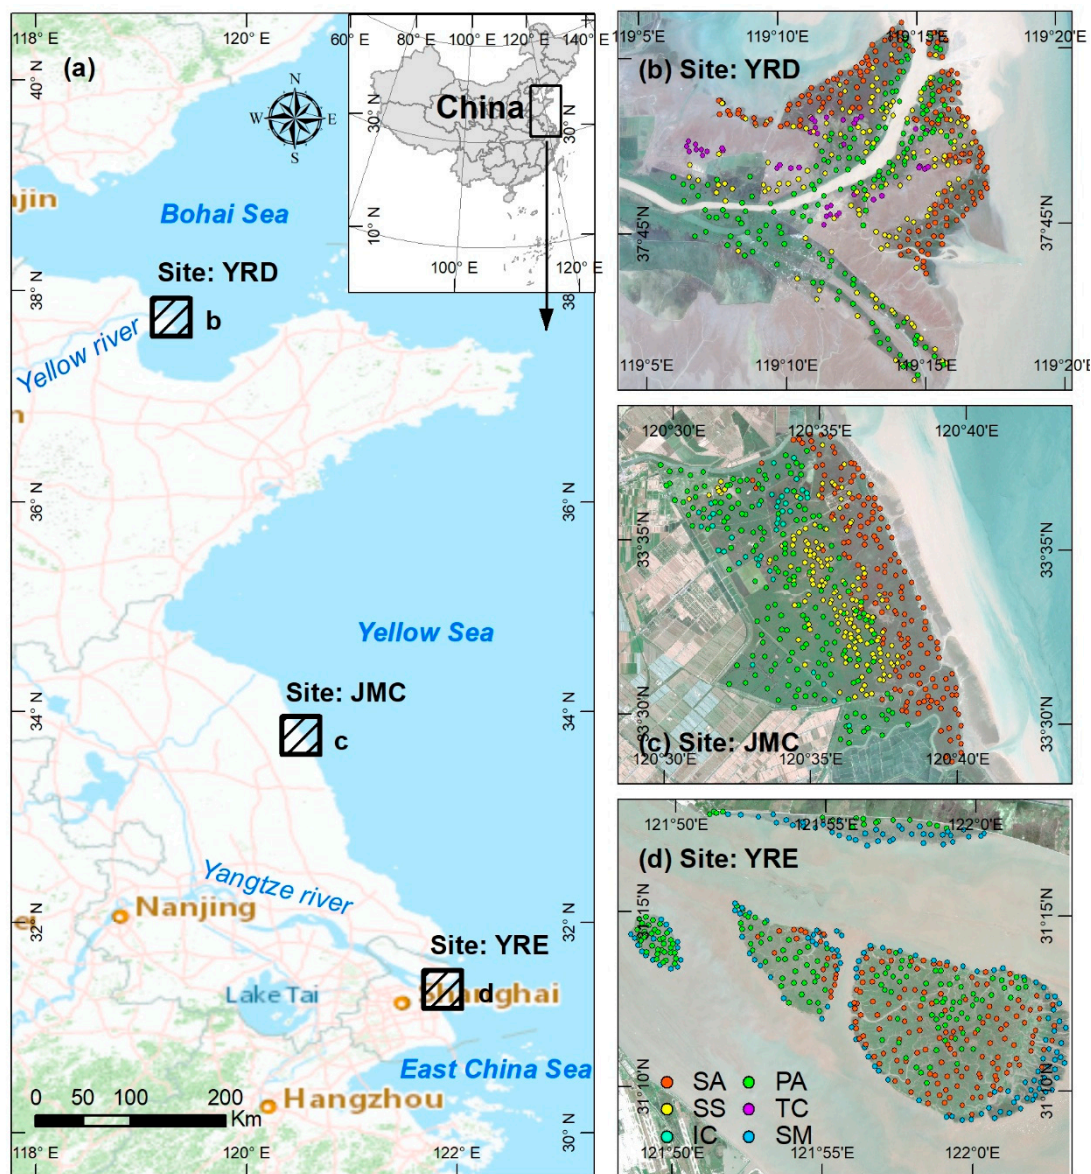 118° E
120° E
(a)
40° N
N
W E
S
60° E
80° E
100° E
120° E
140° E
30° N
China
30° N
10° N
100° E
120° E
jin
Bohai Sea
Site: YRD
38° N
38°
b
Yellow river
n
36° N
36° N
Yellow Sea
Site: JMC
34° N
34° N
c
Yangtze river
Nanjing
32° N
32° N
Site: YRE
Lake Tai
d
Shanghai
East China Sea
0 50 100 200
Km
Hangzhou
30° N
118° E
120° E
122° E
119°5'E
119°10'E
119°15'E
119°20'E
(b) Site: YRD
37°45'N
37°45'N
119°5'E
119°10'E
119°15'E
119°20'E
120°30'E
120°35'E
120°40'E
33°35'N
33°35'N
33°30'N
33°30'N
(c) Site: JMC
120°30'E
120°35'E
120°40'E
121°50'E
121°55'E
122°0'E
(d) Site: YRE
31°15'N
31°15'N
31°10'N
31°10'N
SA PA
SS TC
IC SM
121°50'E
121°55'E
122°0'E